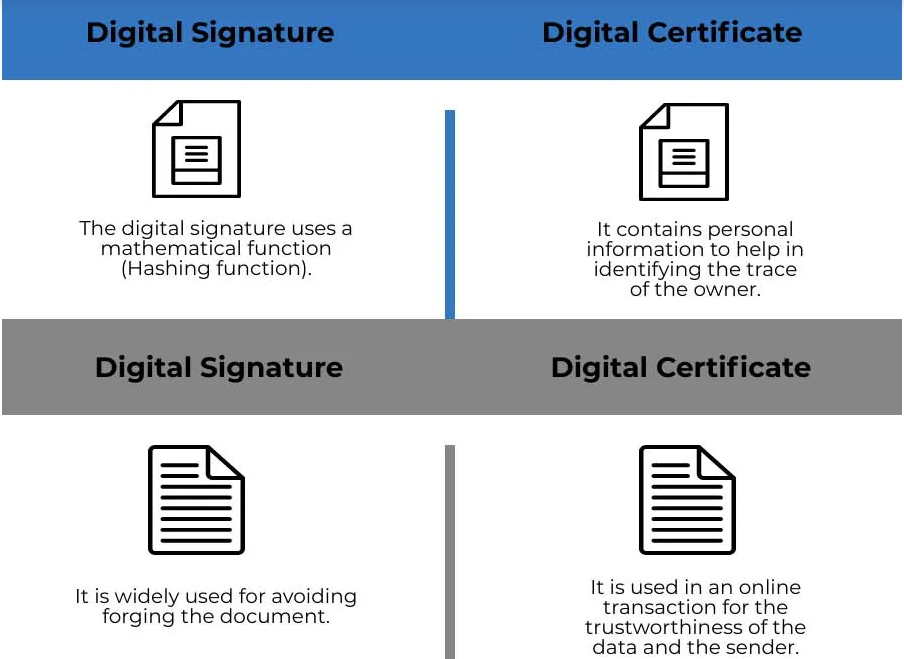 Digital Signature
Digital Certificate
The digital signature uses a
mathematical function
(Hashing function).
It contains personal
information to help in
identifying the trace
of the owner.
Digital Signature
Digital Certificate
It is widely used for avoiding
forging the document.
It is used in an online
transaction for the
trustworthiness of the
data and the sender.